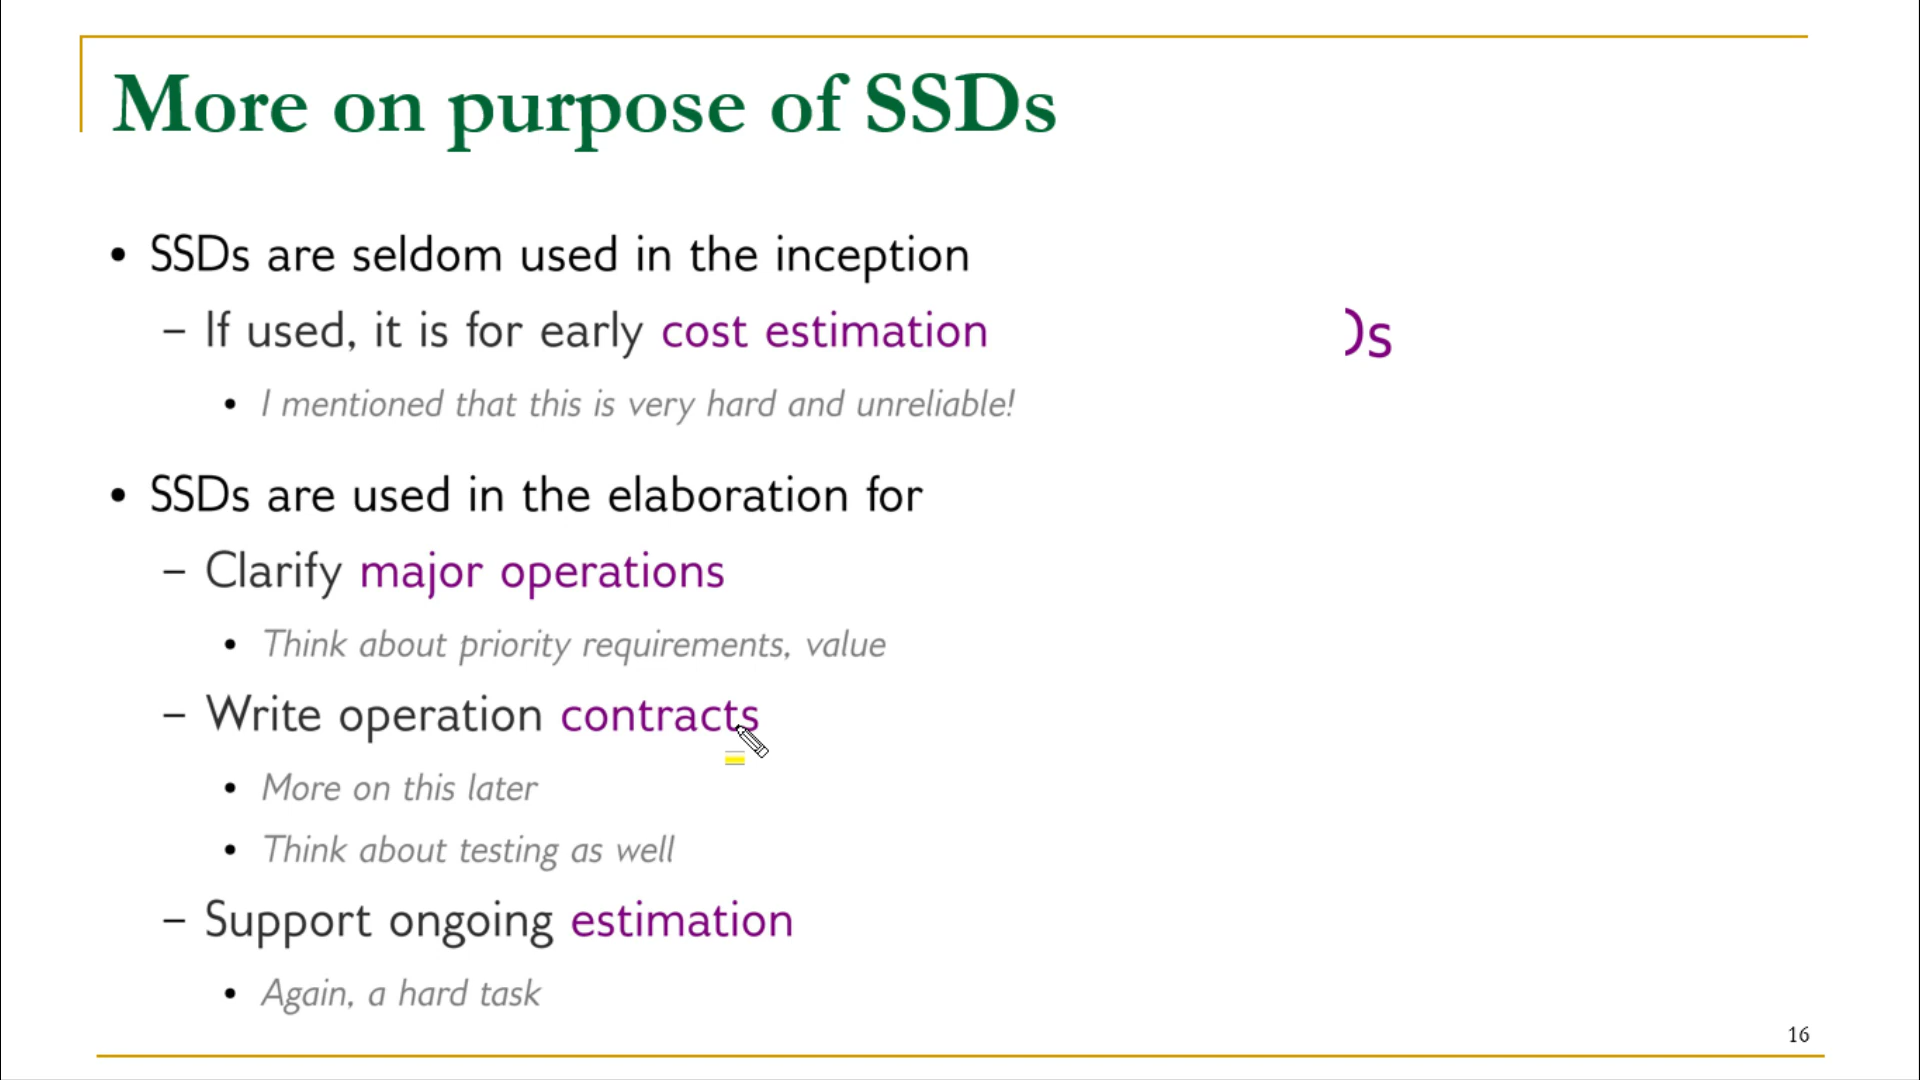 More on purpose of SSDs
• SSDs are seldom used in the inception
– If used, it is for early cost estimation
• I mentioned that this is very hard and unreliable!
• SSDs are used in the elaboration for
– Clarify major operations
• Think about priority requirements, value
– Write operation contracts
• More on this later
• Think about testing as well
– Support ongoing estimation
• Again, a hard task
16